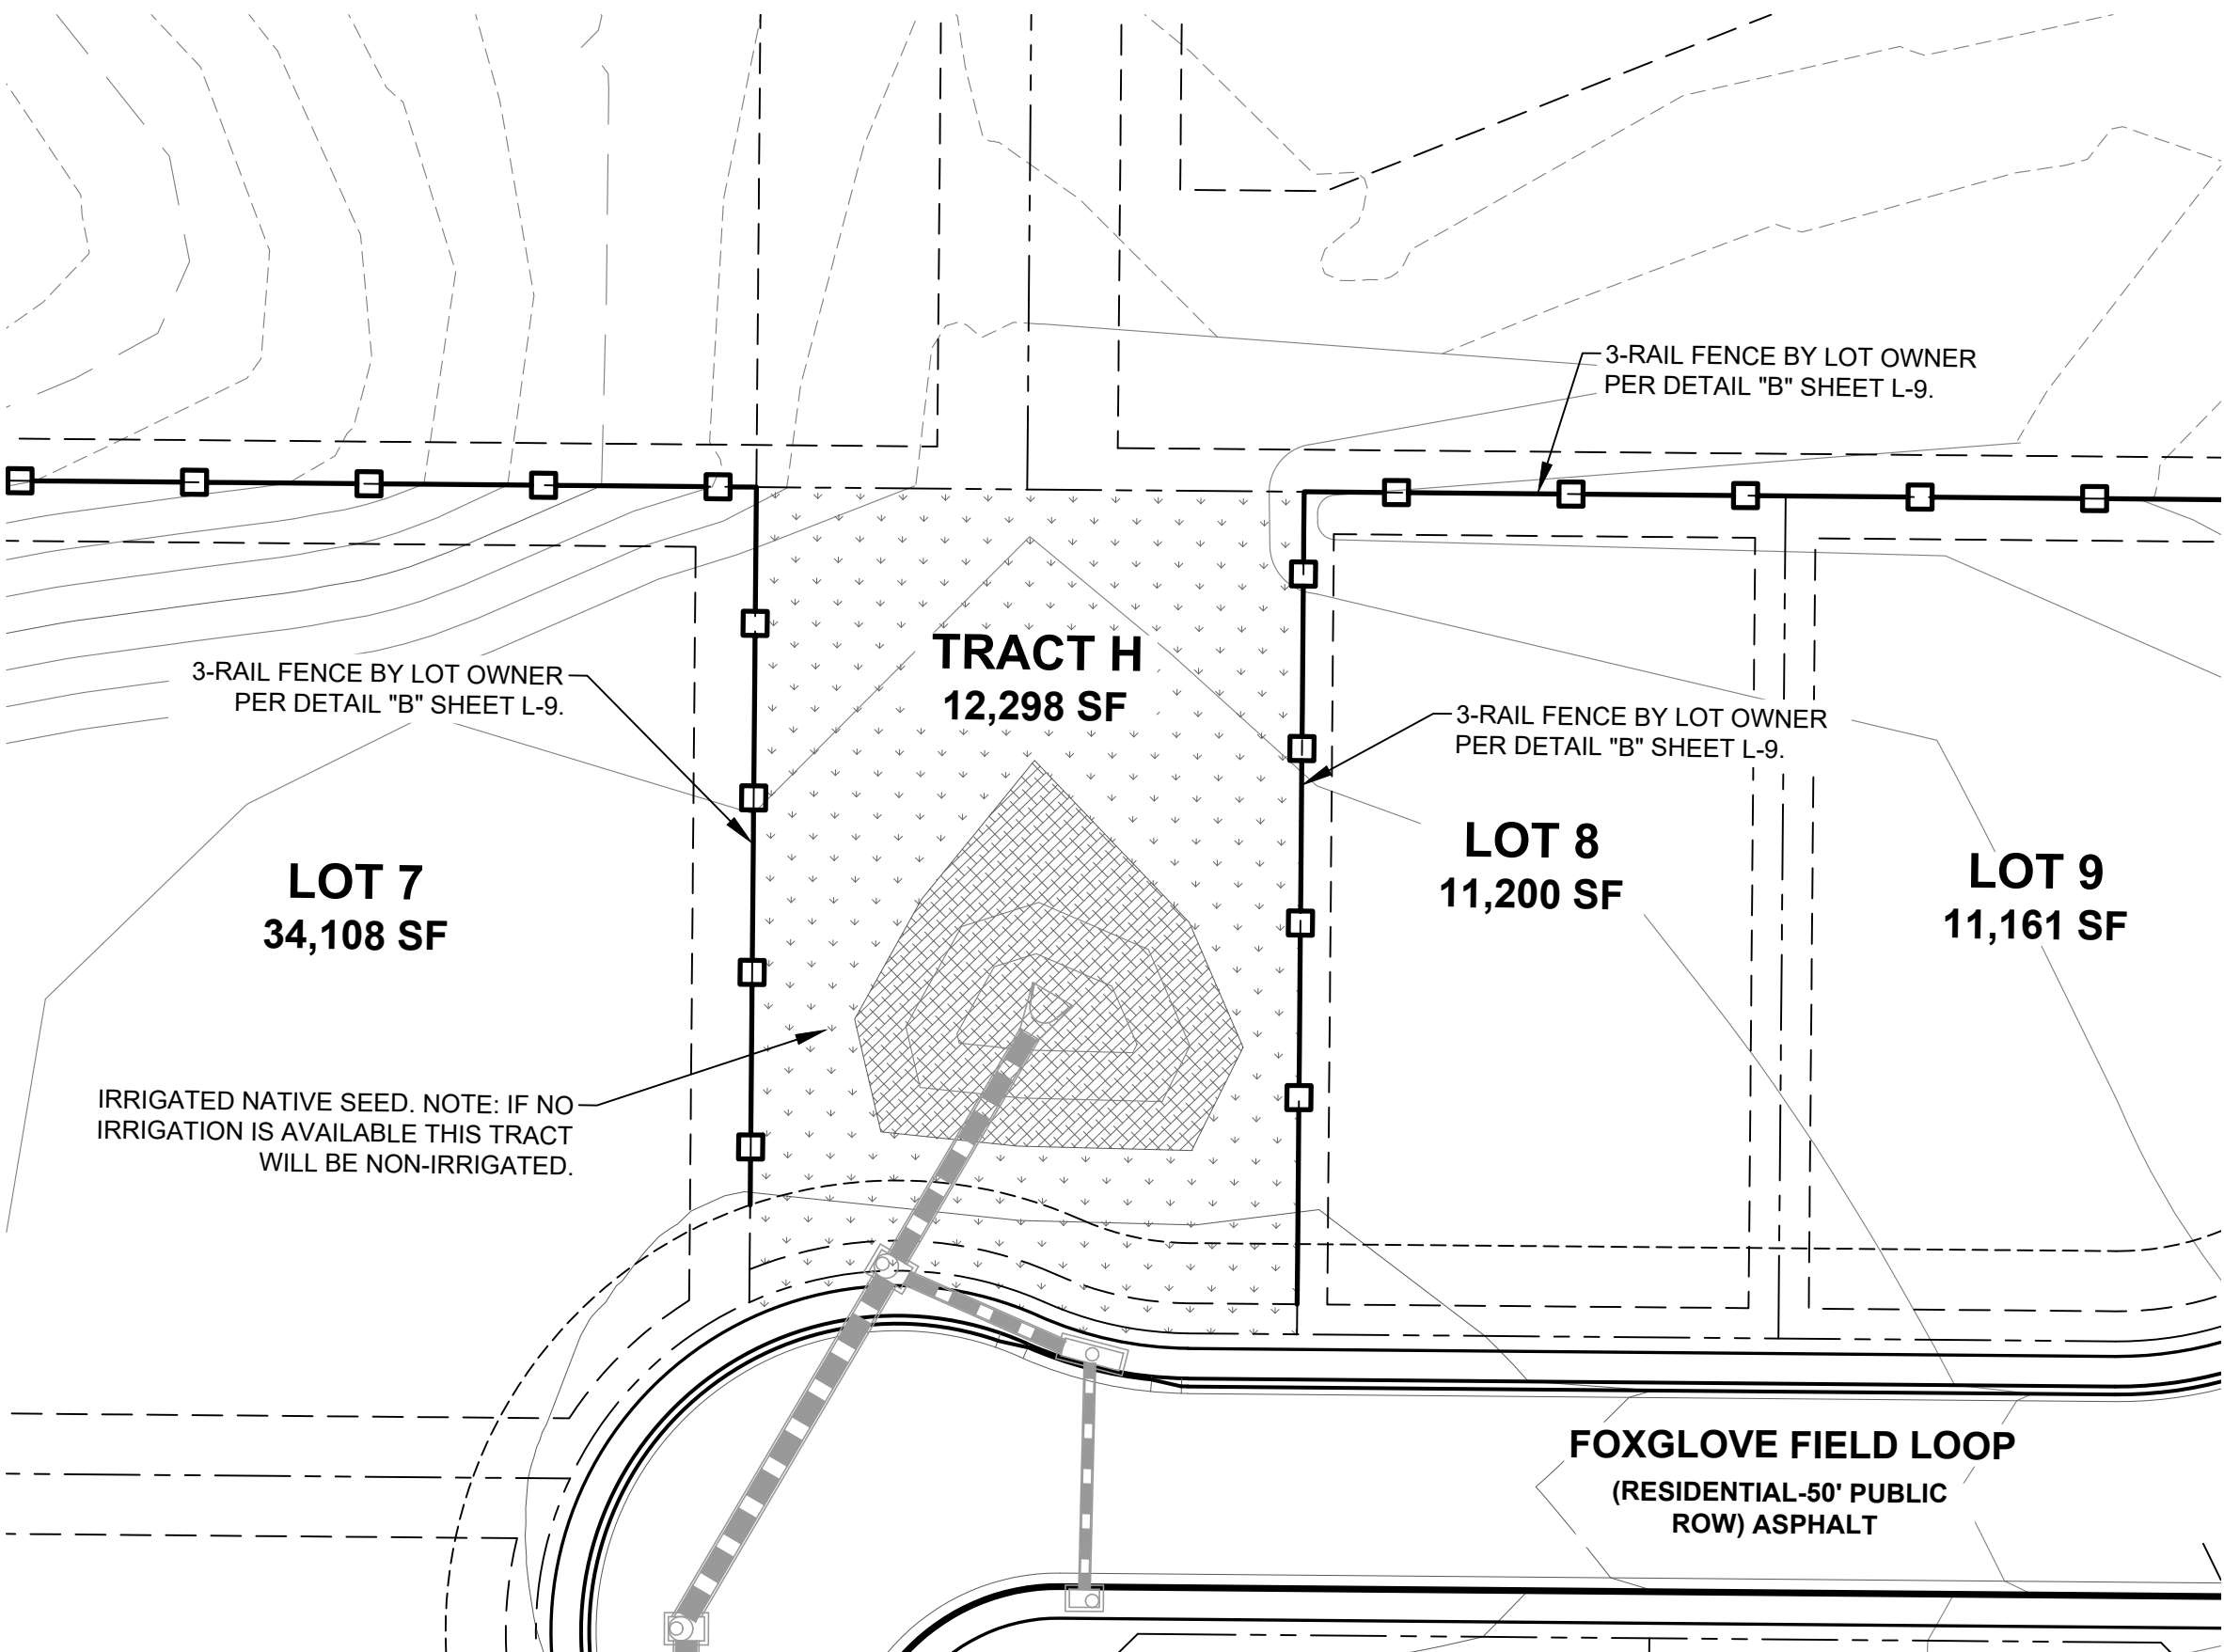 3-RAIL FENCE BY LOT OWNER
PER DETAIL "B" SHEET L-9.
TRACT H
12,298 SF
3-RAIL FENCE BY LOT OWNER
PER DETAIL "B" SHEET L-9.
3-RAIL FENCE BY LOT OWNER
PER DETAIL "B" SHEET L-9.
LOT 7
34,108 SF
LOT 8
11,200 SF
LOT 9
11,161 SF
IRRIGATED NATIVE SEED. NOTE: IF NO
IRRIGATION IS AVAILABLE THIS TRACT
WILL BE NON-IRRIGATED.
FOXGLOVE FIELD LOOP
(RESIDENTIAL-50' PUBLIC
ROW) ASPHALT